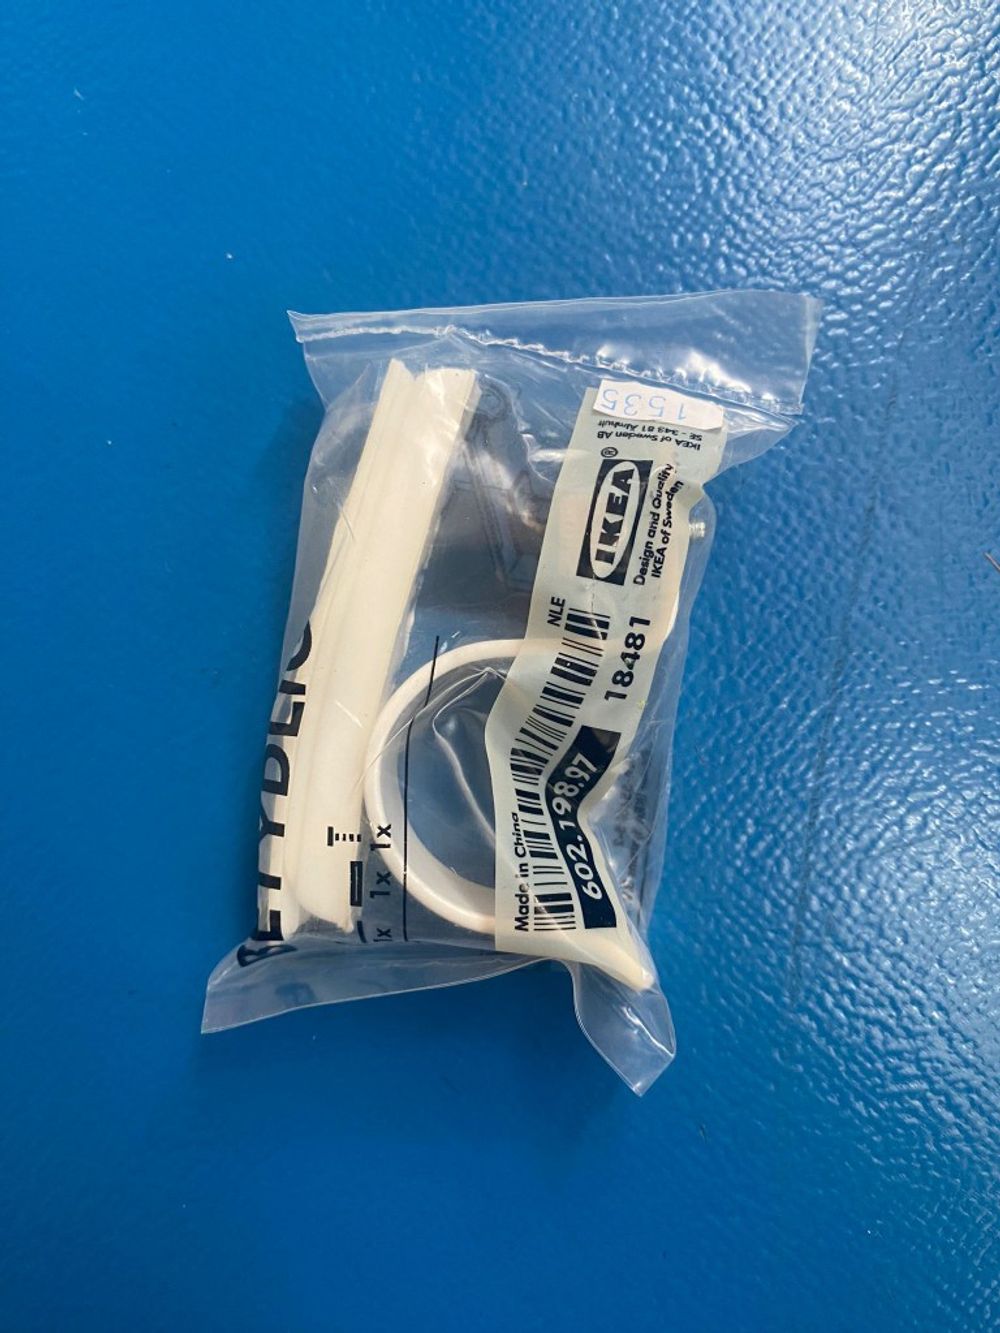 1535
IKEA of Sweden AB
SE - 343 81 Älmhult
IKEA
®
Design and Quality
IKEA of Sweden
NLE
18481
602.198.97
Made in China
BETYDLIG
1x
1x
1x